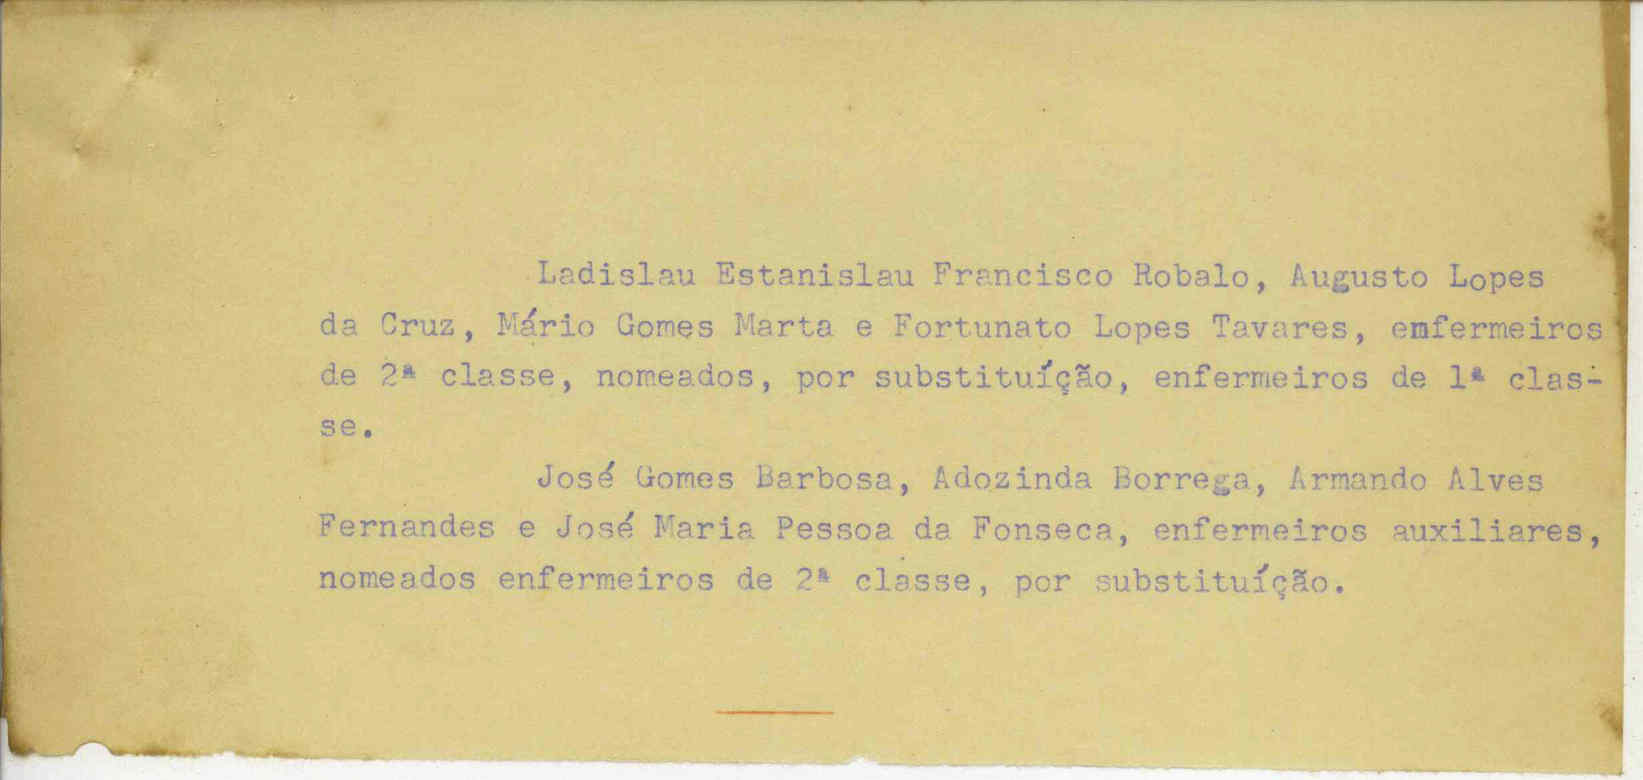 Ladislau Estanislau Francisco Robalo, Augusto Lopes
da Cruz, Mário Gomes Marta e Fortunato Lopes Tavares, enfermeiros
de 2ª classe, nomeados, por substituíção, enfermeiros de 1ª clas-
se.
José Gomes Barbosa, Adozinda Borrega, Armando Alves
Fernandes e José Maria Pessoa da Fonseca, enfermeiros auxiliares,
nomeados enfermeiros de 2ª classe, por substituíção.